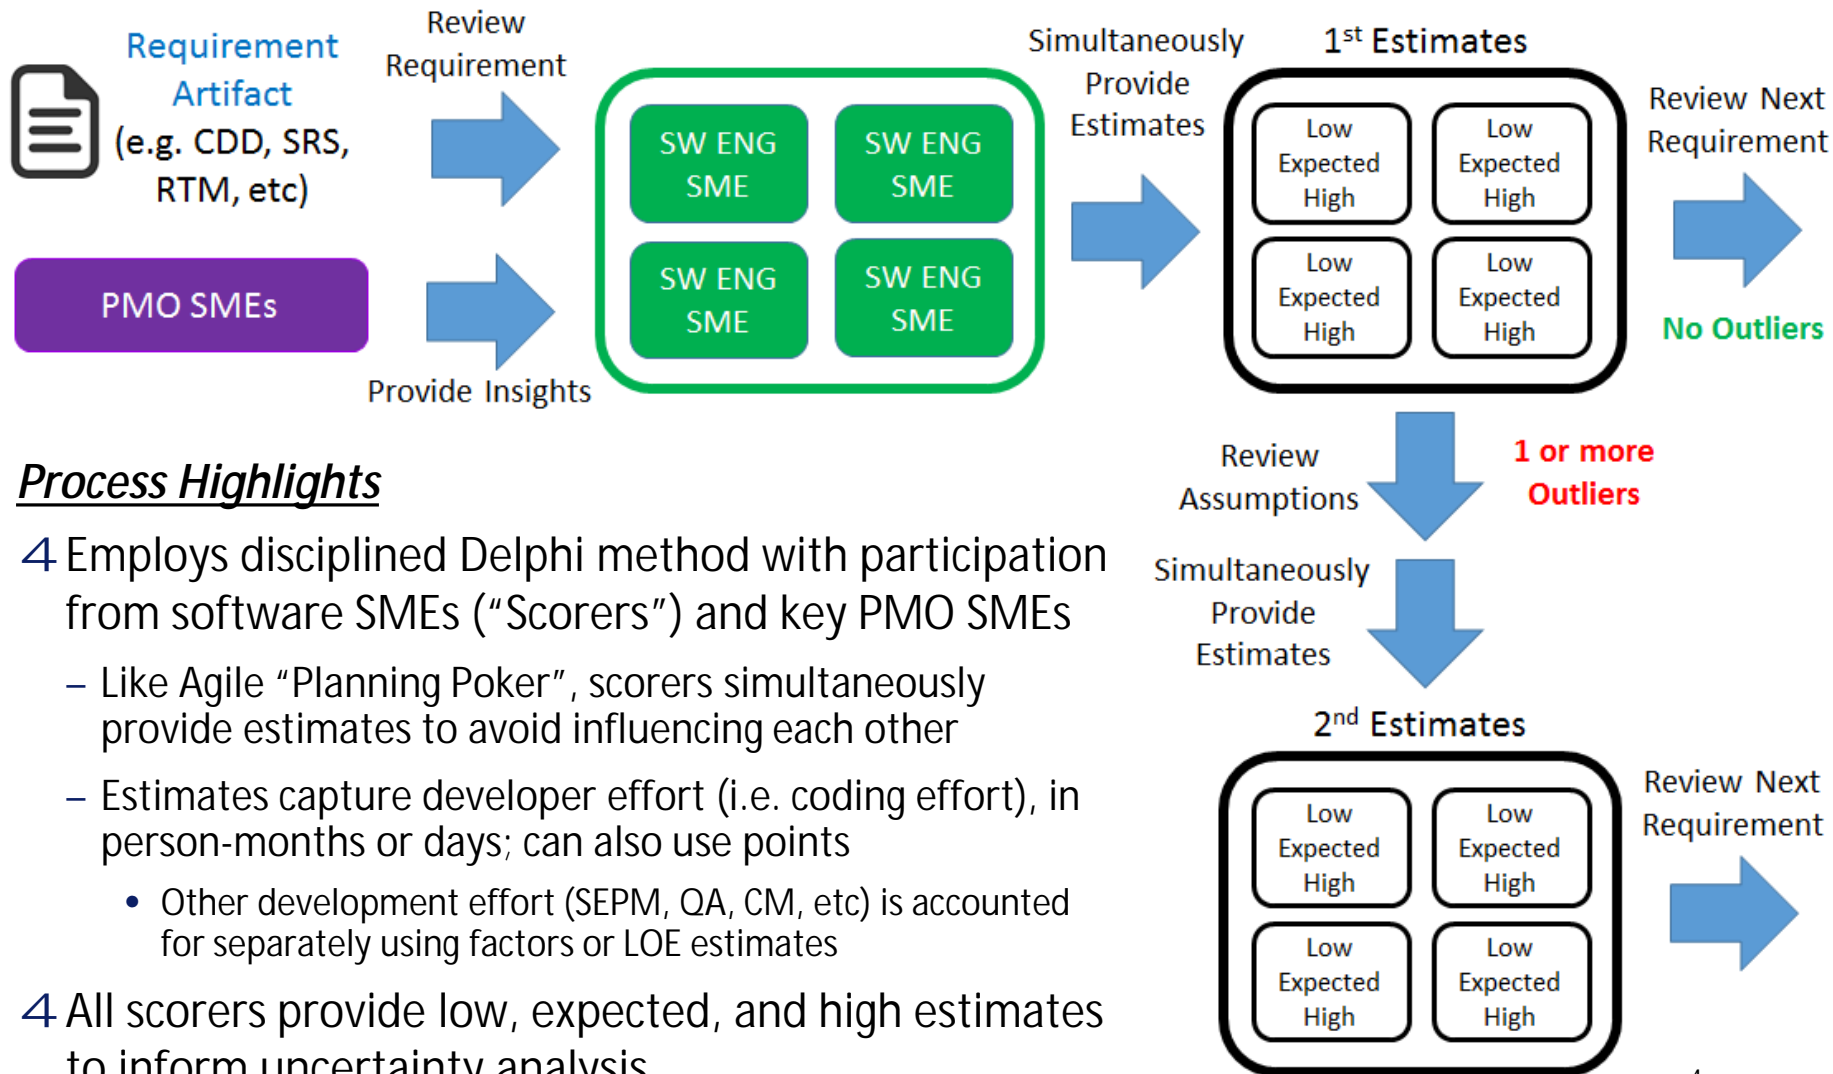 Requirement
Artifact
(e.g. CDD, SRS,
RTM, etc)
Review
Requirement
PMO SMEs
Provide Insights
SW ENG
SME
SW ENG
SME
SW ENG
SME
SW ENG
SME
Simultaneously
Provide
Estimates
1st Estimates
Low
Expected
High
Low
Expected
High
Low
Expected
High
Low
Expected
High
Review Next
Requirement
No Outliers
Review
Assumptions
1 or more
Outliers
Simultaneously
Provide
Estimates
2nd Estimates
Low
Expected
High
Low
Expected
High
Low
Expected
High
Low
Expected
High
Review Next
Requirement
Process Highlights
4 Employs disciplined Delphi method with participation
from software SMEs ("Scorers") and key PMO SMEs
– Like Agile "Planning Poker", scorers simultaneously
provide estimates to avoid influencing each other
– Estimates capture developer effort (i.e. coding effort), in
person-months or days; can also use points
• Other development effort (SEPM, QA, CM, etc) is accounted
for separately using factors or LOE estimates
4 All scorers provide low, expected, and high estimates
to inform uncertainty analysis